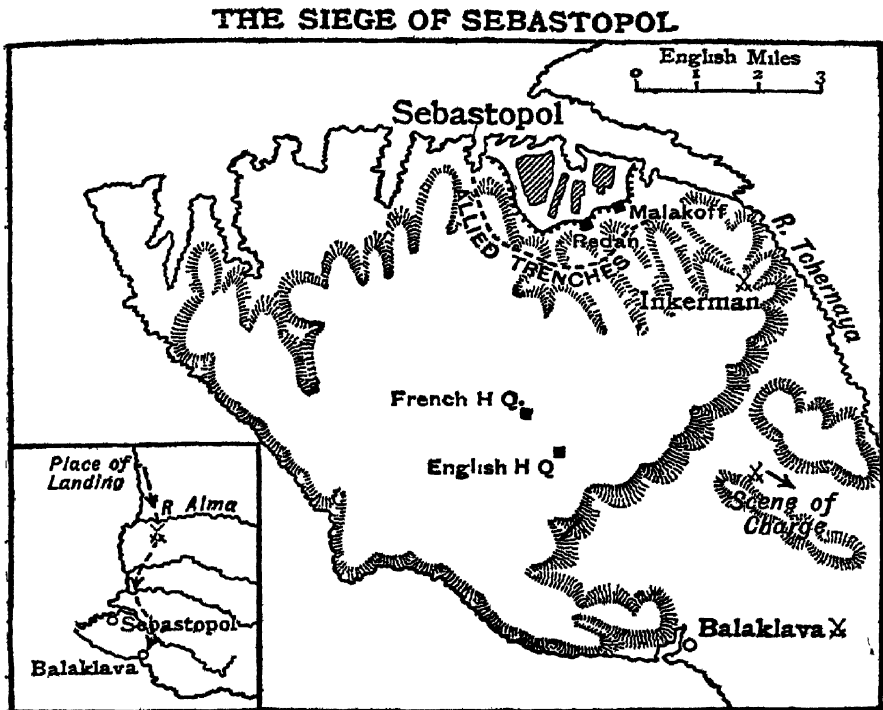 THE SIEGE OF SEBASTOPOL
English Miles
0 1 2 3
Sebastopol
Malakoff
Redan
ALLIED TRENCHES
R. Tchernaya
Inkerman
French H Q.
English H Q
Scene of
Charge
Balaklava
Place of
Landing
R Alma
Sebastopol
Balaklava